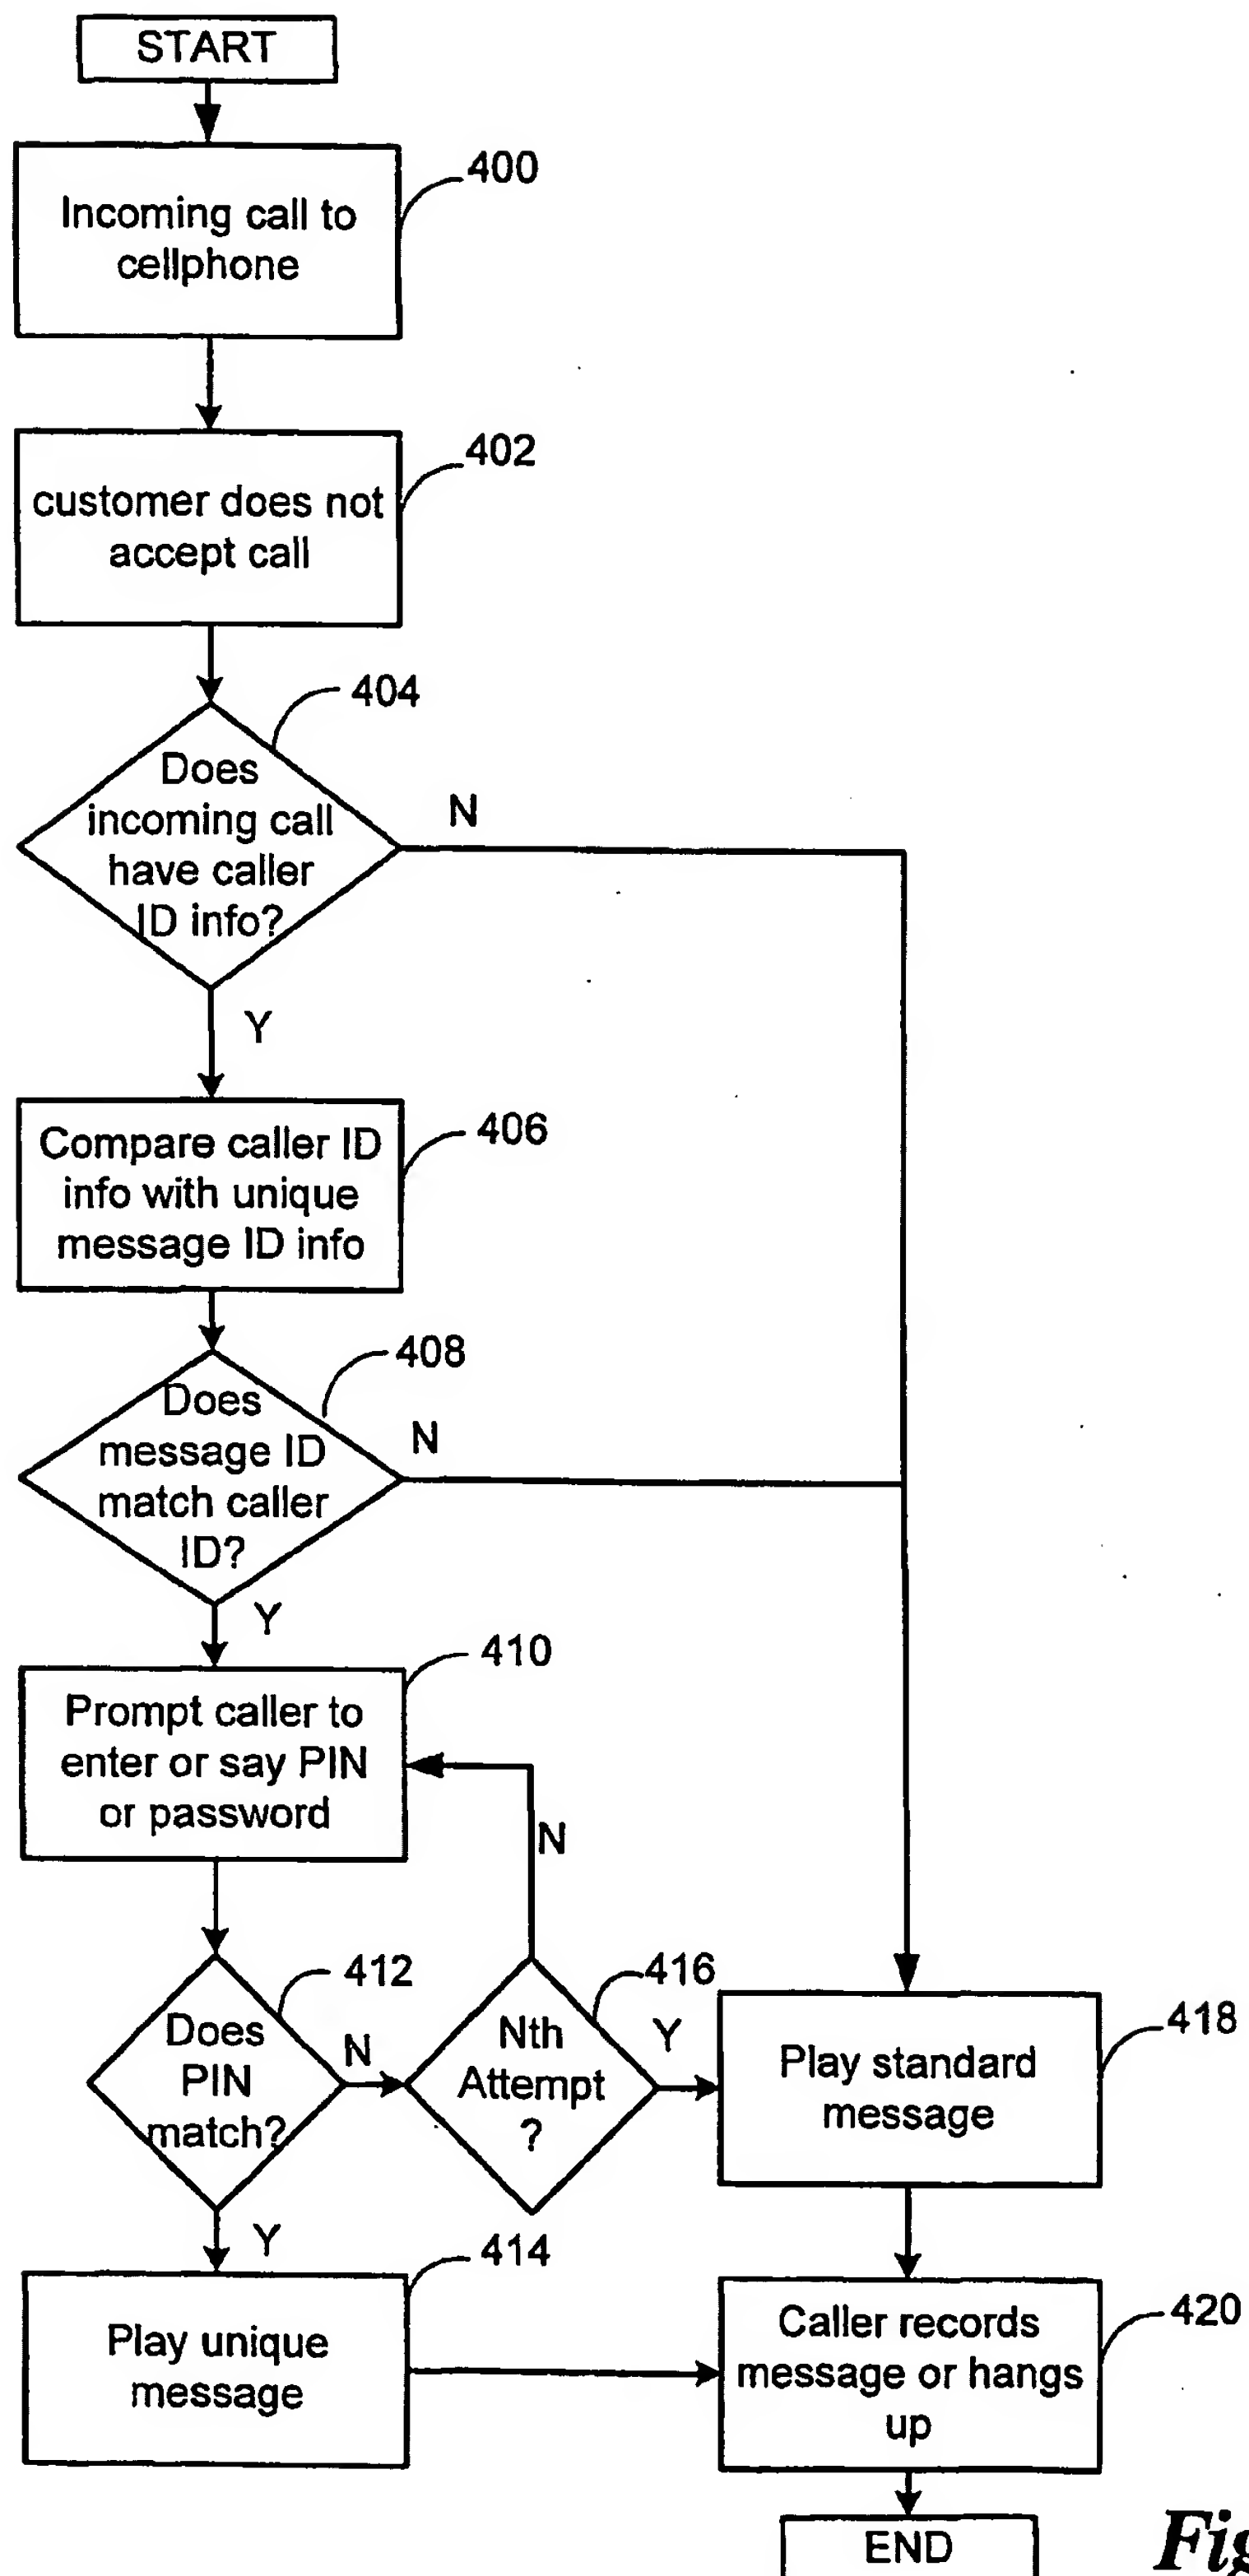 START
400
Incoming call to
cellphone
402
customer does not
accept call
404
Does
incoming call
have caller
ID info?
N
Y
406
Compare caller ID
info with unique
message ID info
408
Does
message ID
match caller
ID?
N
Y
410
Prompt caller to
enter or say PIN
or password
N
412
Does
PIN
match?
N
416
Nth
Attempt
?
Y
418
Play standard
message
Y
414
Play unique
message
420
Caller records
message or hangs
up
END
Fig